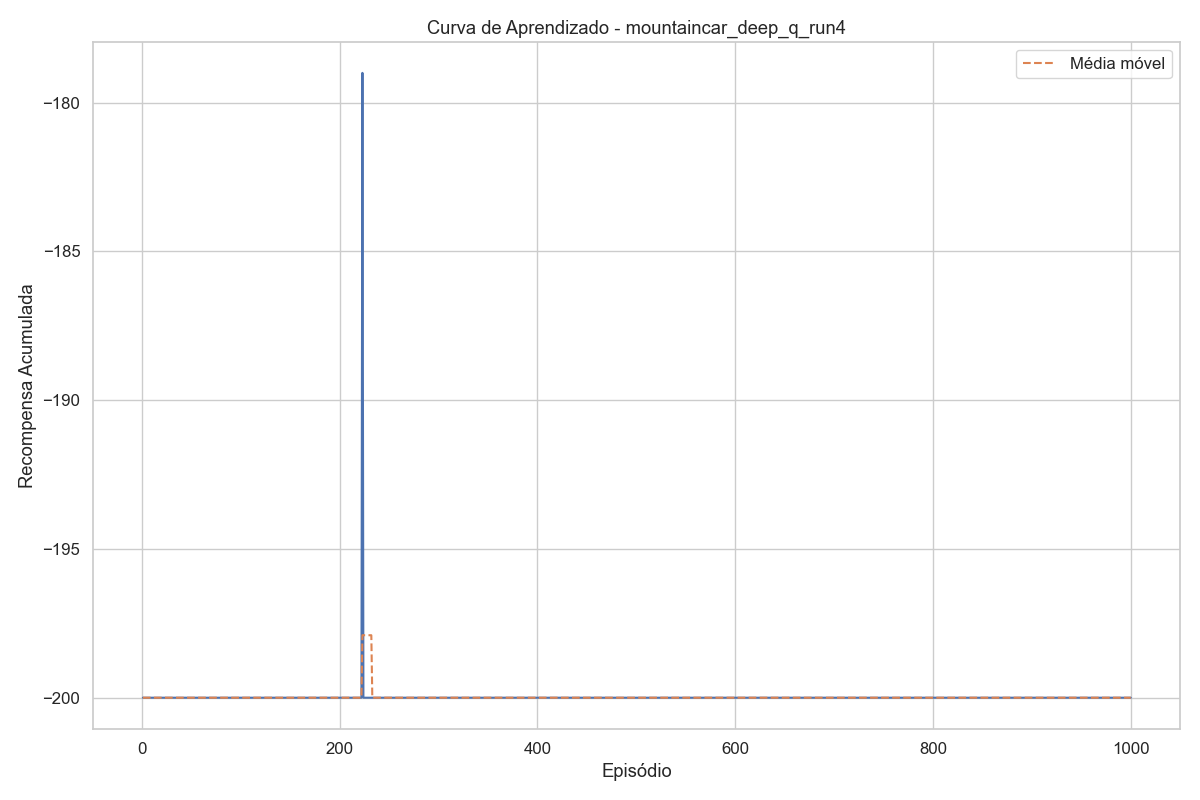 Curva de Aprendizado - mountaincar_deep_q_run4
Média móvel
−180
−185
−190
−195
−200
Recompensa Acumulada
0 200 400 600 800 1000
Episódio